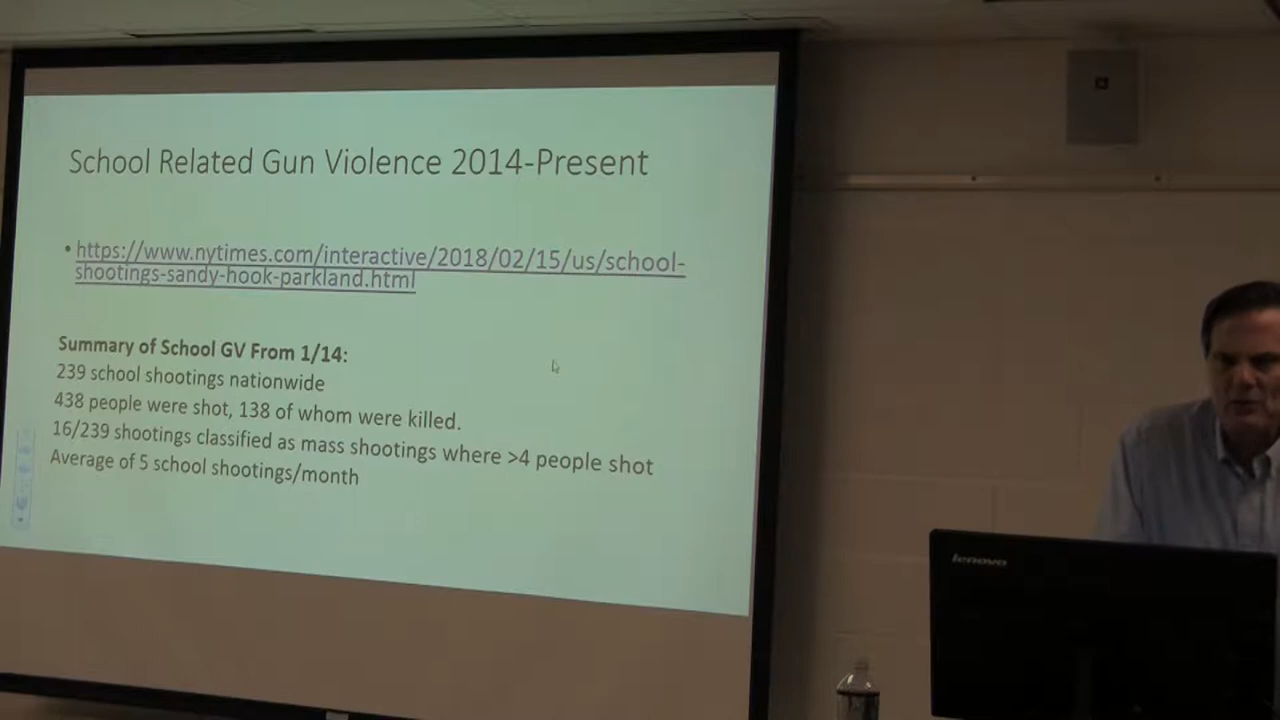 School Related Gun Violence 2014-Present
• https://www.nytimes.com/interactive/2018/02/15/us/school-
shootings-sandy-hook-parkland.html
Summary of School GV From 1/14:
239 school shootings nationwide
438 people were shot, 138 of whom were killed.
16/239 shootings classified as mass shootings where >4 people shot
Average of 5 school shootings/month
lenovo